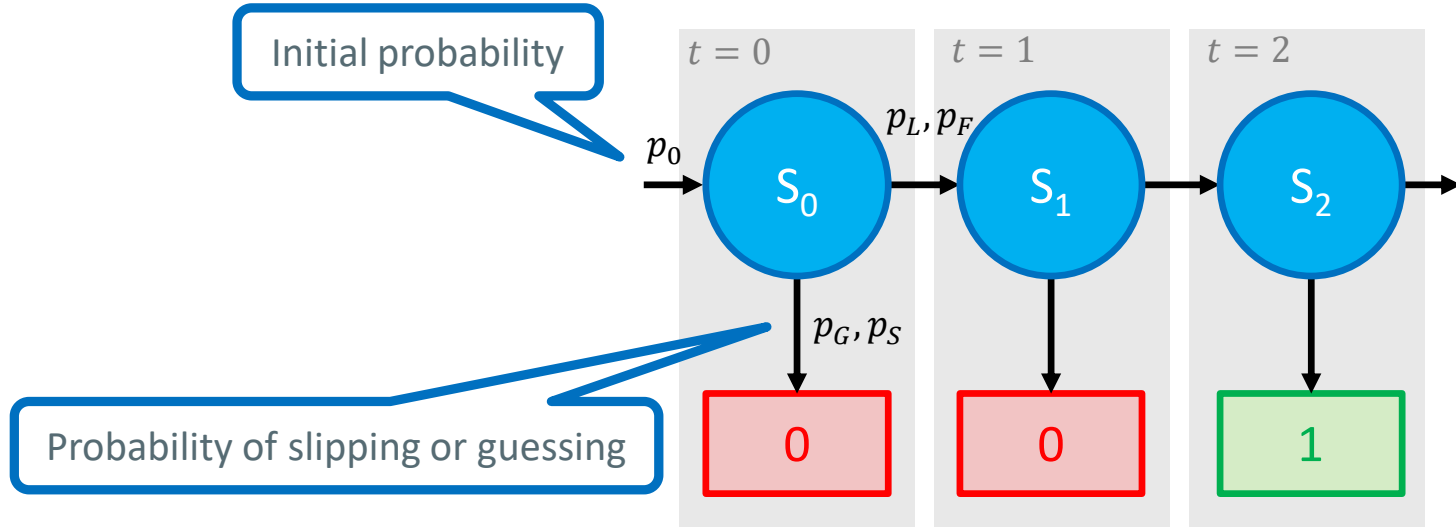 Initial probability
t = 0
t = 1
t = 2
p_0
p_L, p_F
S_0
S_1
S_2
p_G, p_S
Probability of slipping or guessing
0
0
1